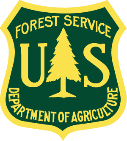 FOREST SERVICE
U S
DEPARTMENT OF AGRICULTURE